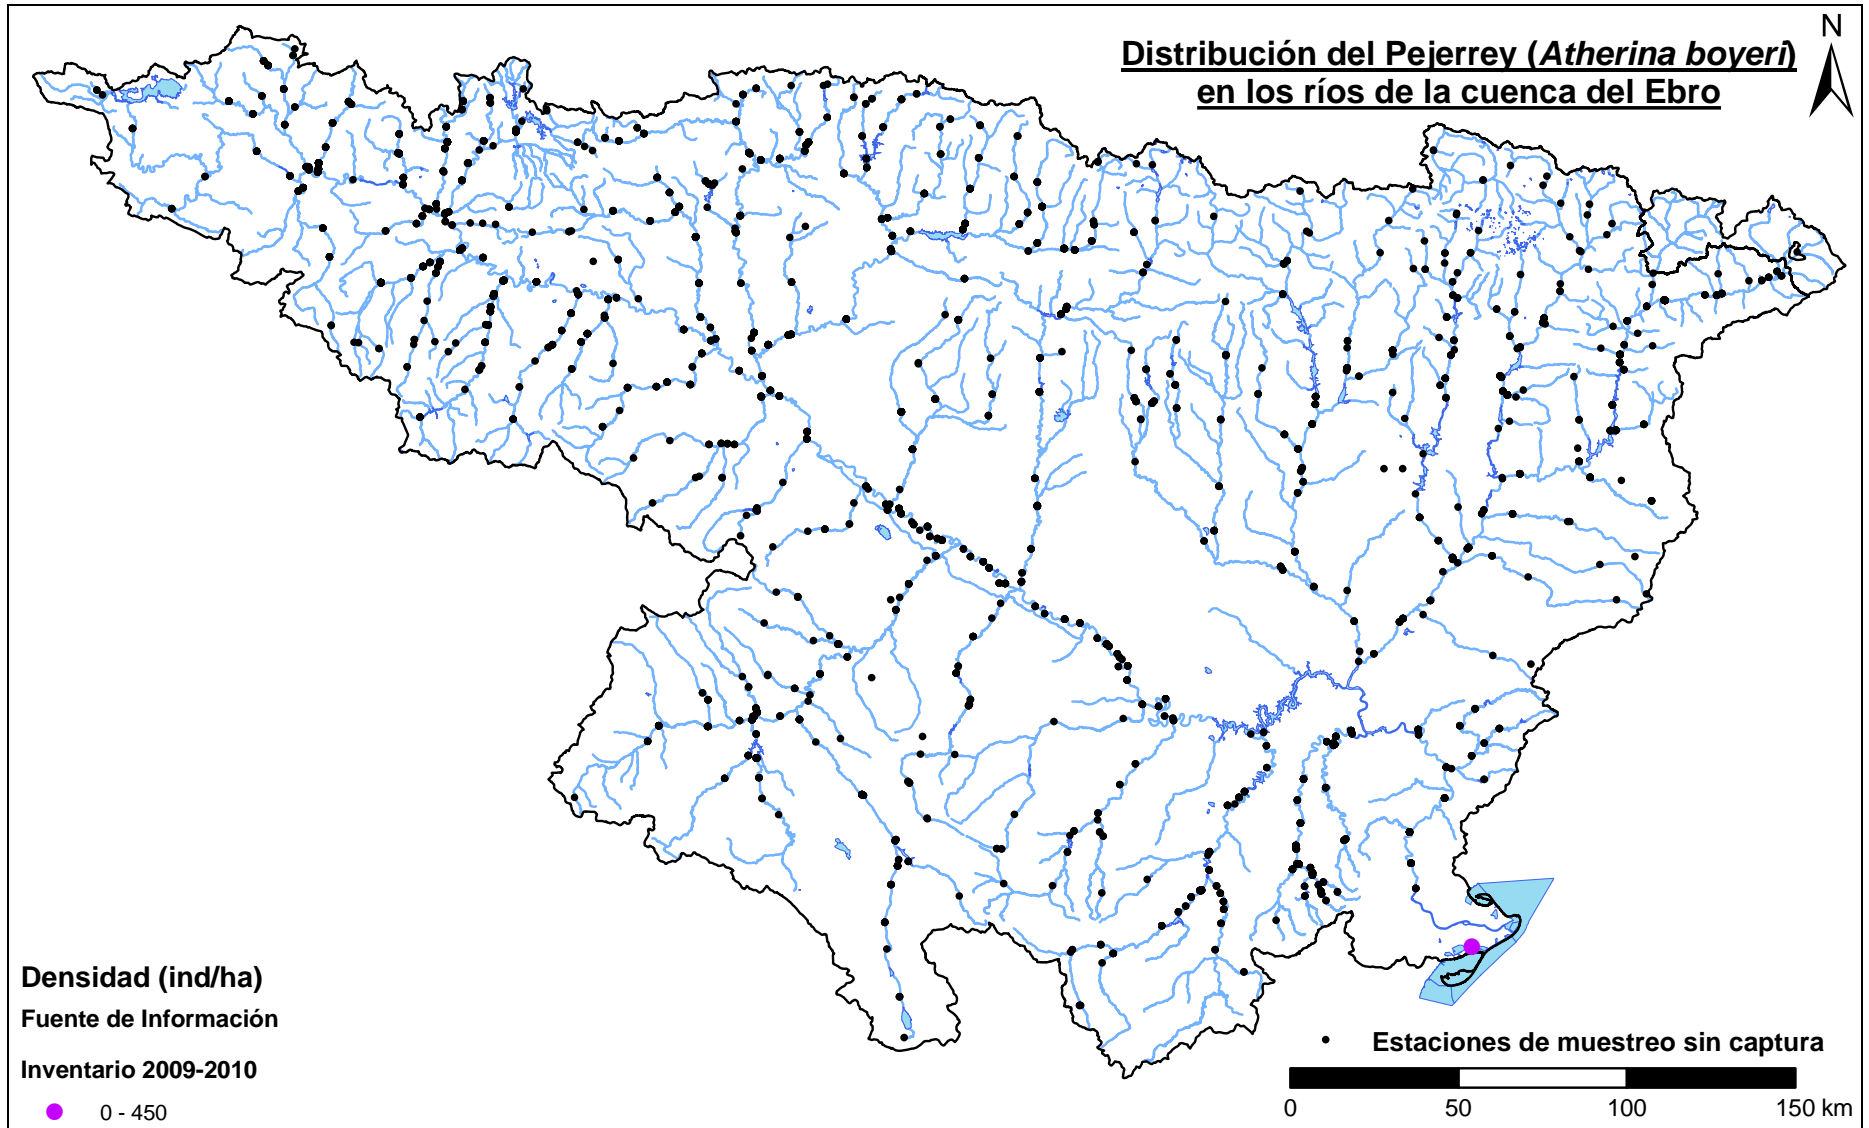 N
Distribución del Pejerrey (Atherina boyeri)
en los ríos de la cuenca del Ebro
Densidad (ind/ha)
Fuente de Información
Inventario 2009-2010
0 - 450
Estaciones de muestreo sin captura
0 50 100 150 km